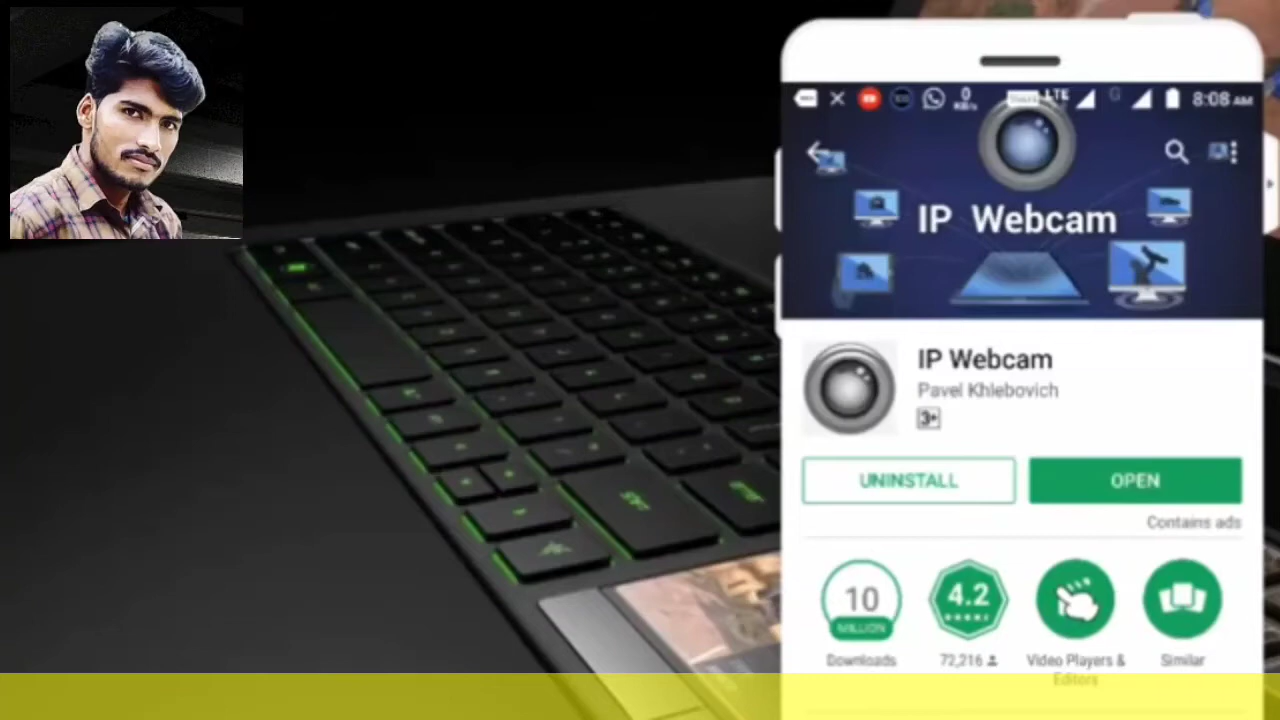 8:08 AM
IP Webcam
IP Webcam
Pavel Khlebovich
3+
UNINSTALL
OPEN
Contains ads
10
MILLION
4.2
Downloads
72,216
Video Players &
Editors
Similar